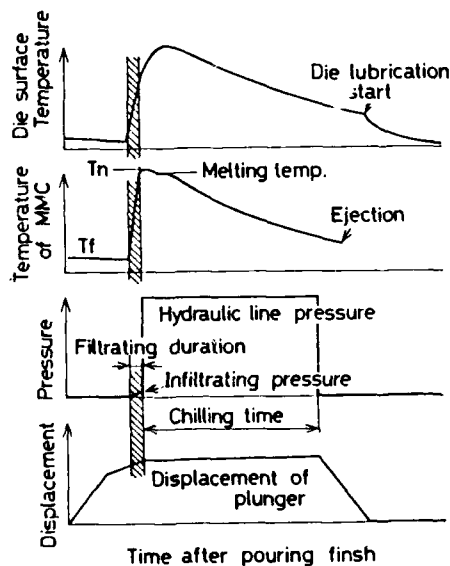 Die surface
Temperature
Die lubrication
start
Temperature
of MMC
Tn
Melting temp.
Tf
Ejection
Pressure
Hydraulic line pressure
Filtrating duration
Infiltrating pressure
Chilling time
Displacement
Displacement of
plunger
Time after pouring finsh